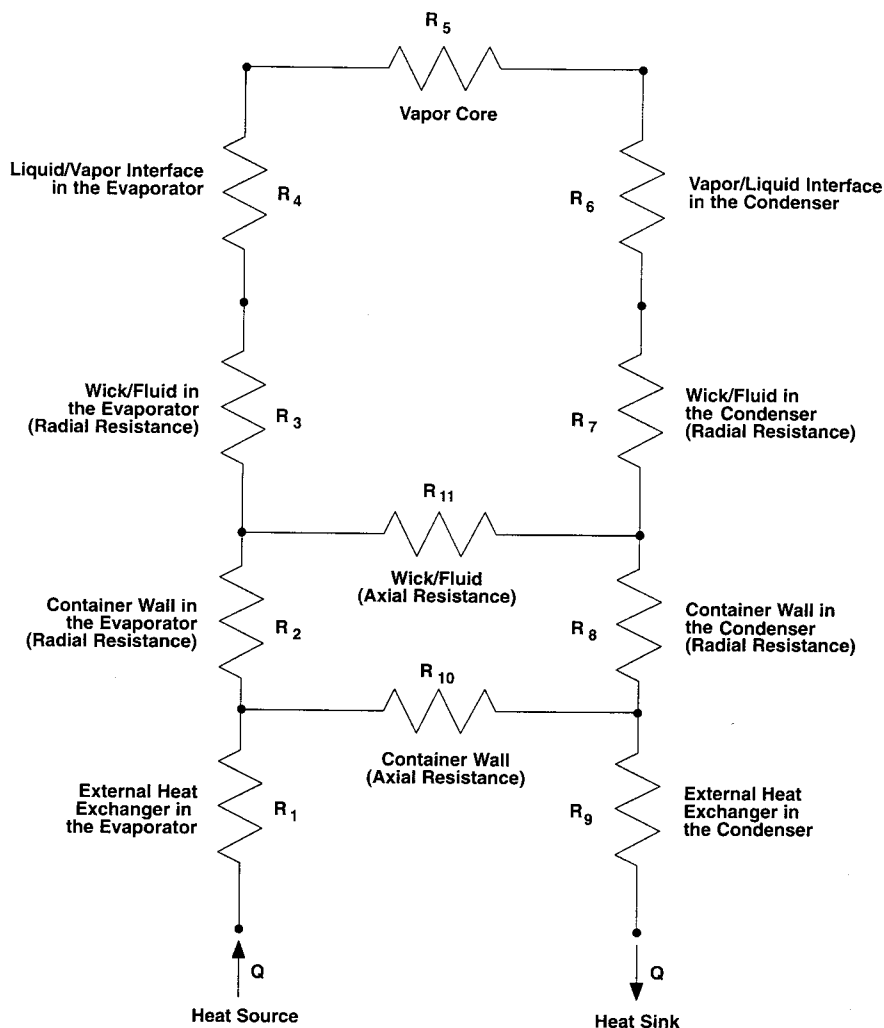 R5
Vapor Core
Liquid/Vapor Interface
in the Evaporator
R4
R6
Vapor/Liquid Interface
in the Condenser
Wick/Fluid in
the Evaporator
(Radial Resistance)
R3
R7
Wick/Fluid in
the Condenser
(Radial Resistance)
R11
Wick/Fluid
(Axial Resistance)
Container Wall in
the Evaporator
(Radial Resistance)
R2
R8
Container Wall in
the Condenser
(Radial Resistance)
R10
Container Wall
(Axial Resistance)
External Heat
Exchanger in
the Evaporator
R1
R9
External Heat
Exchanger in
the Condenser
Q
Heat Source
Q
Heat Sink